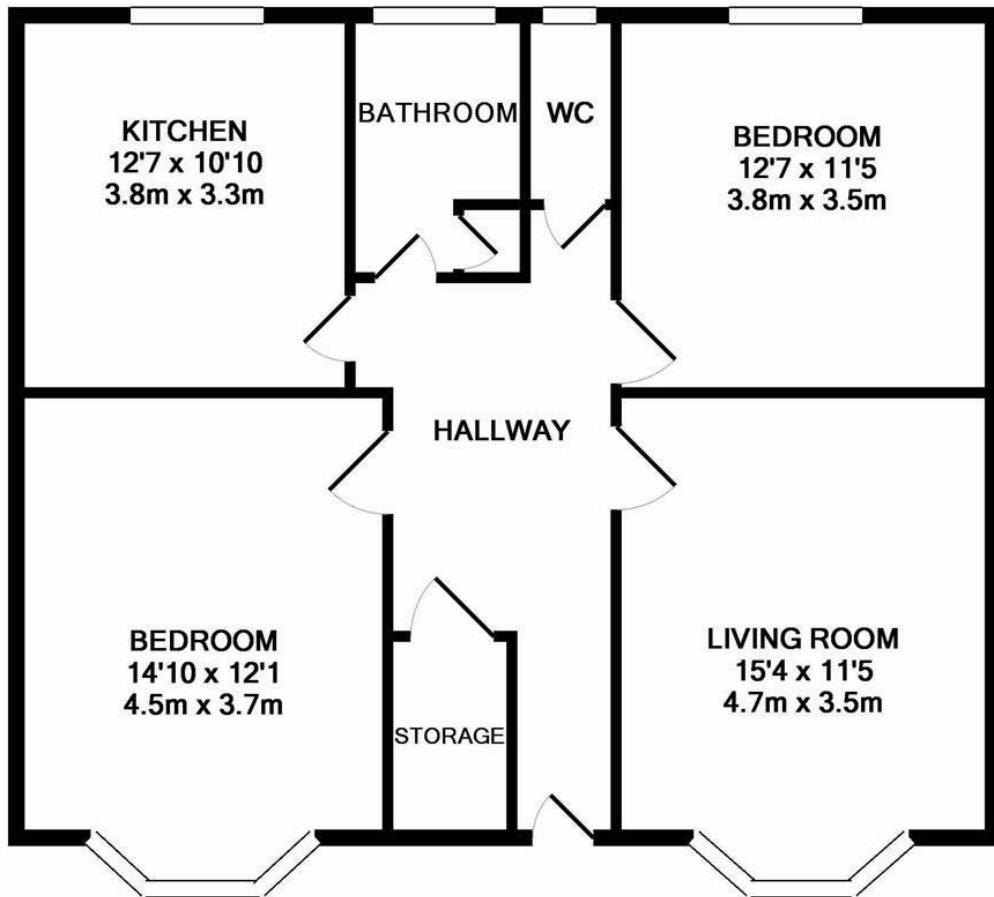 KITCHEN
12'7 x 10'10
3.8m x 3.3m
BATHROOM
WC
BEDROOM
12'7 x 11'5
3.8m x 3.5m
HALLWAY
BEDROOM
14'10 x 12'1
4.5m x 3.7m
STORAGE
LIVING ROOM
15'4 x 11'5
4.7m x 3.5m